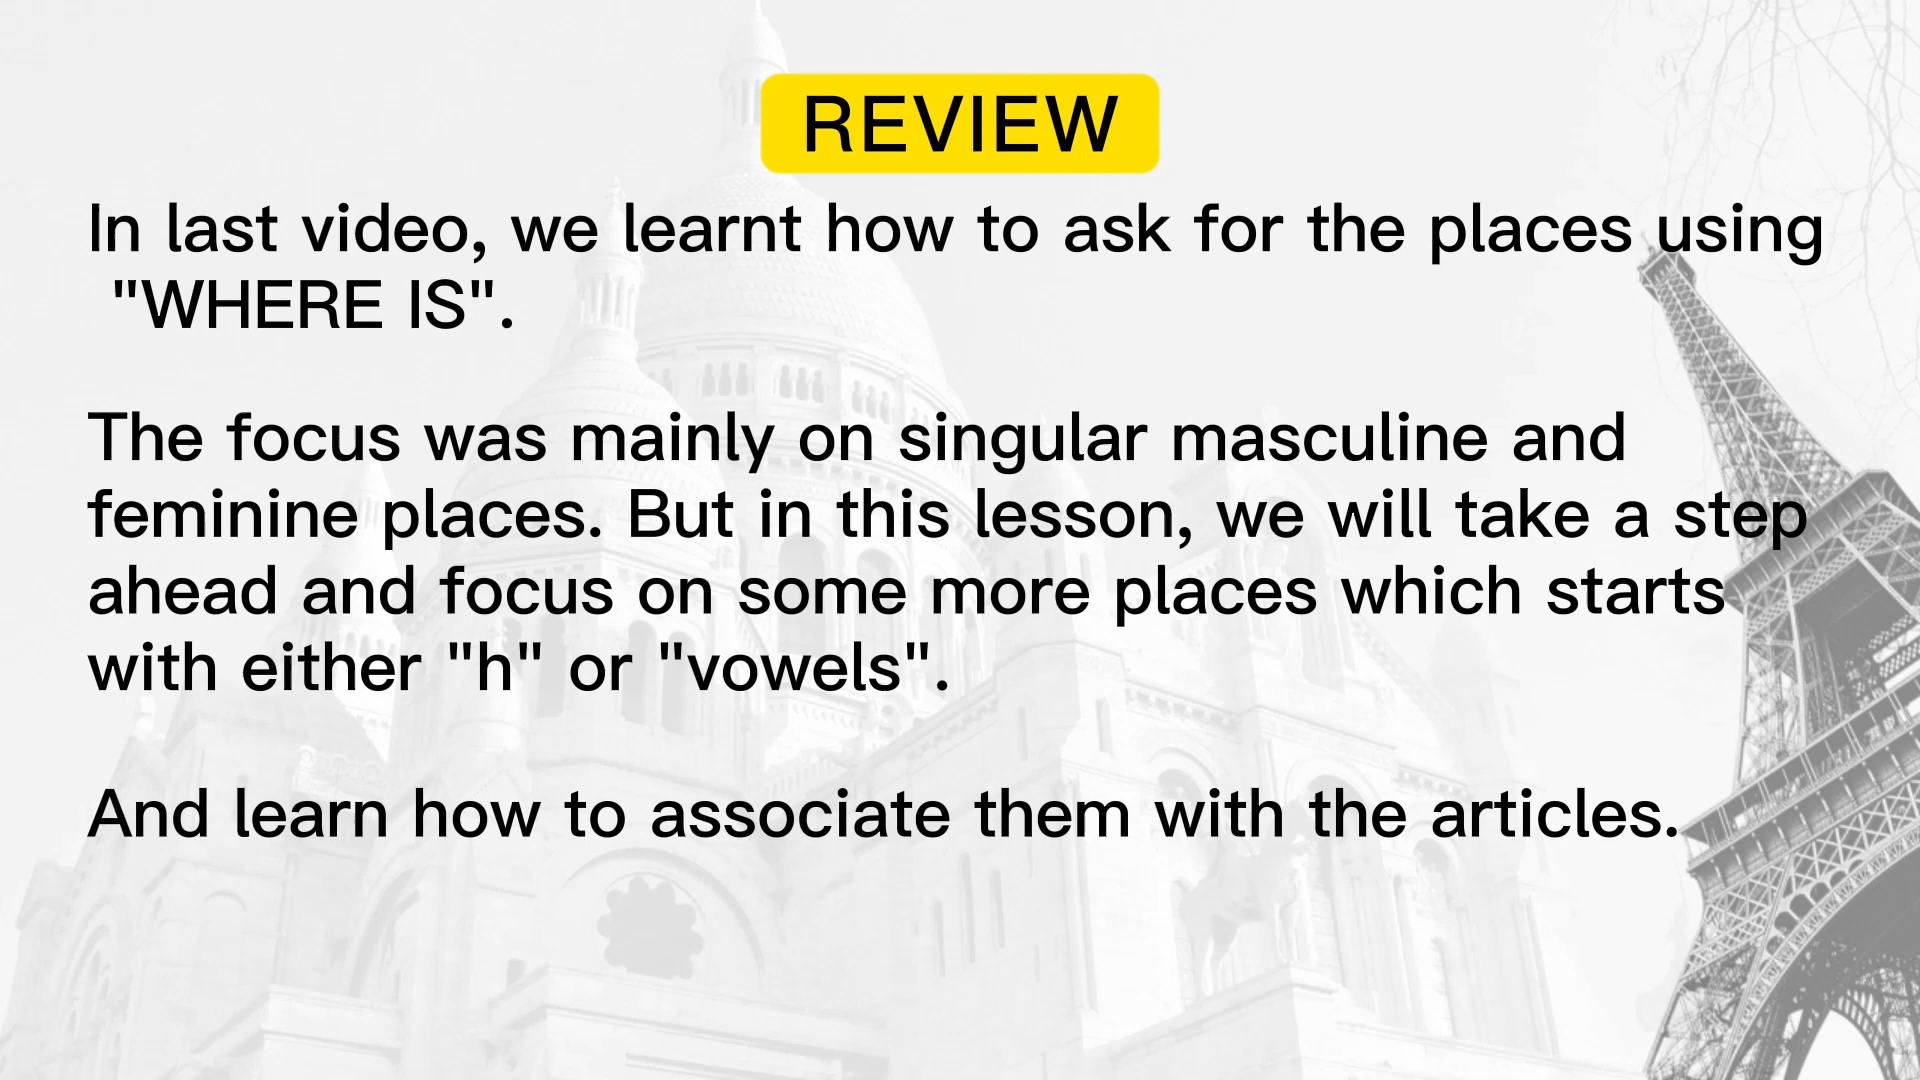 REVIEW
In last video, we learnt how to ask for the places using
"WHERE IS".
The focus was mainly on singular masculine and
feminine places. But in this lesson, we will take a step
ahead and focus on some more places which starts
with either "h" or "vowels".
And learn how to associate them with the articles.